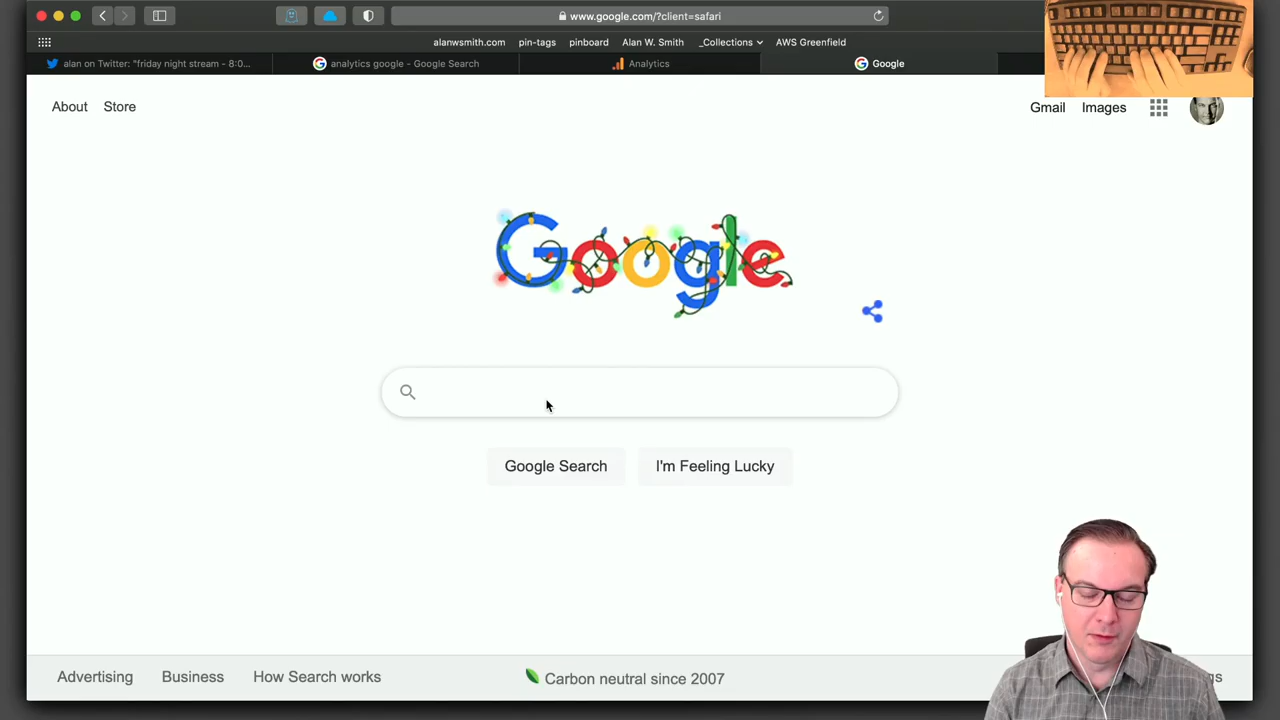 www.google.com/?client=safari
alanwsmith.com pin-tags pinboard Alan W. Smith _Collections AWS Greenfield
alan on Twitter: "friday night stream - 8:0... analytics google - Google Search Analytics Google
About Store Gmail Images
Google
Google Search I'm Feeling Lucky
Advertising Business How Search works Carbon neutral since 2007